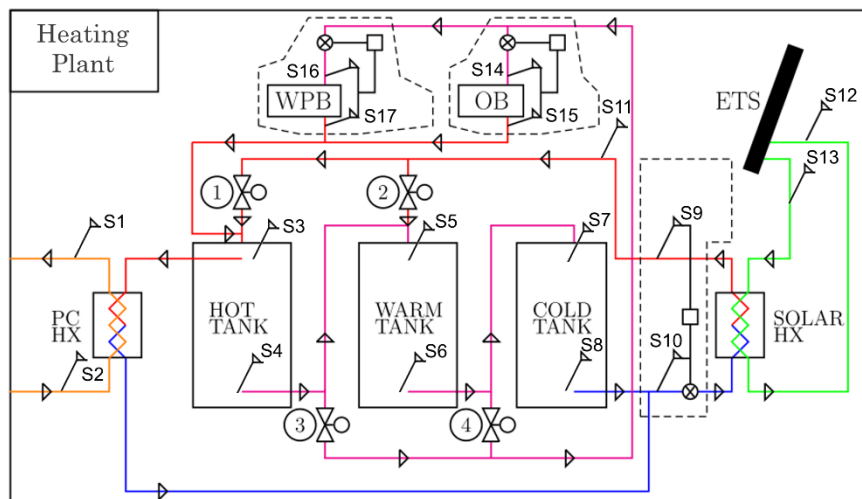 Heating
Plant
S16
WPB
S17
S14
OB
S15
S11
ETS
S12
S13
1
2
S1
S3
S5
S7
S9
PC
HX
HOT
TANK
WARM
TANK
COLD
TANK
SOLAR
HX
S2
S4
S6
S8
S10
3
4